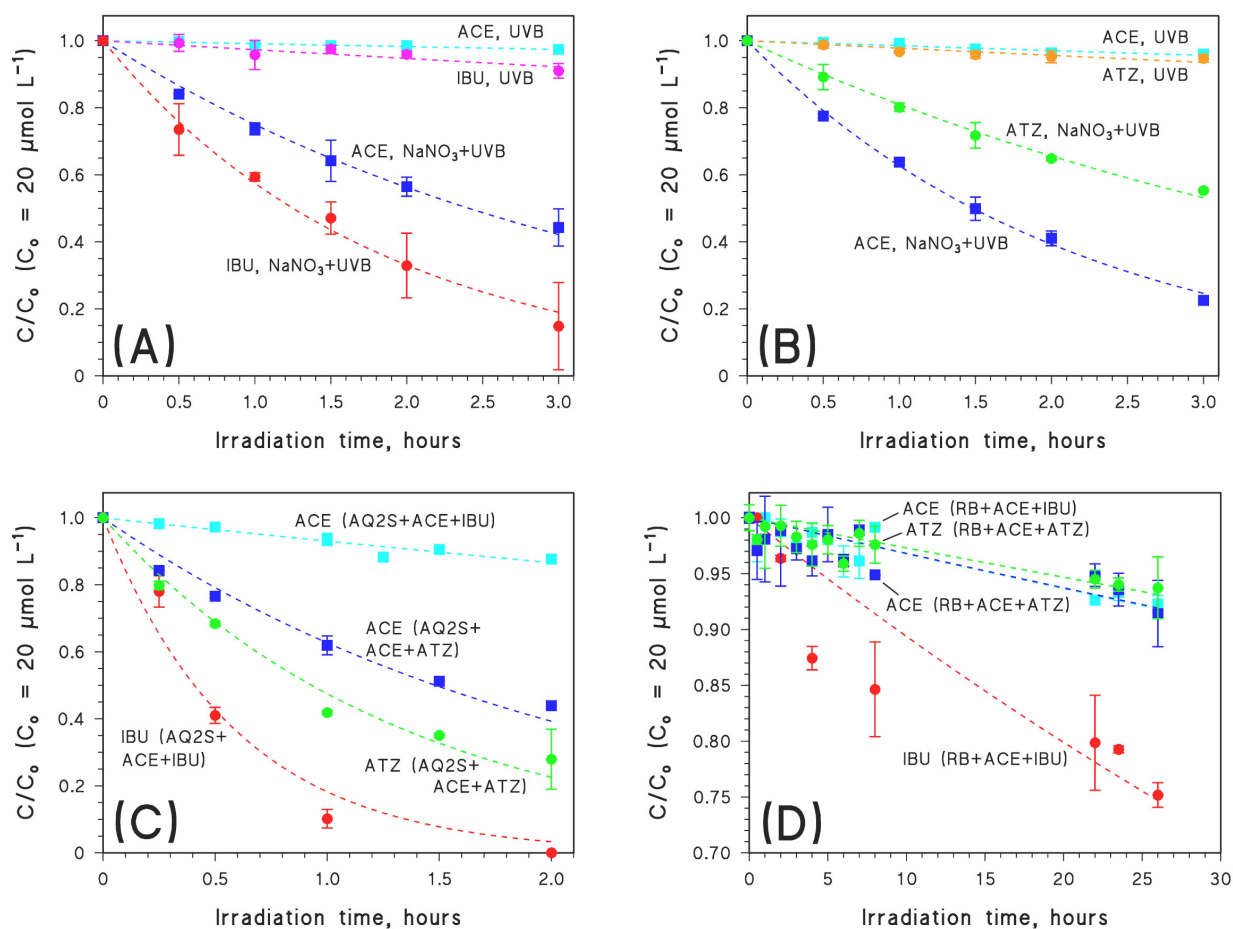 C/Co (Co = 20 μmol L⁻¹)
1.0
0.8
0.6
0.4
0.2
0
ACE, UVB
IBU, UVB
ACE, NaNO₃+UVB
IBU, NaNO₃+UVB
(A)
0
0.5
1.0
1.5
2.0
2.5
3.0
Irradiation time, hours
C/Co (Co = 20 μmol L⁻¹)
1.0
0.8
0.6
0.4
0.2
0
ACE, UVB
ATZ, UVB
ATZ, NaNO₃+UVB
ACE, NaNO₃+UVB
(B)
0
0.5
1.0
1.5
2.0
2.5
3.0
Irradiation time, hours
C/Co (Co = 20 μmol L⁻¹)
1.0
0.8
0.6
0.4
0.2
0
ACE (AQ2S+ACE+IBU)
ACE (AQ2S+
ACE+ATZ)
IBU (AQ2S+
ACE+IBU)
ATZ (AQ2S+
ACE+ATZ)
(C)
0
0.5
1.0
1.5
2.0
Irradiation time, hours
C/Co (Co = 20 μmol L⁻¹)
1.00
0.95
0.90
0.85
0.80
0.75
0.70
ACE (RB+ACE+IBU)
ATZ (RB+ACE+ATZ)
ACE (RB+ACE+ATZ)
IBU (RB+ACE+IBU)
(D)
0
5
10
15
20
25
30
Irradiation time, hours